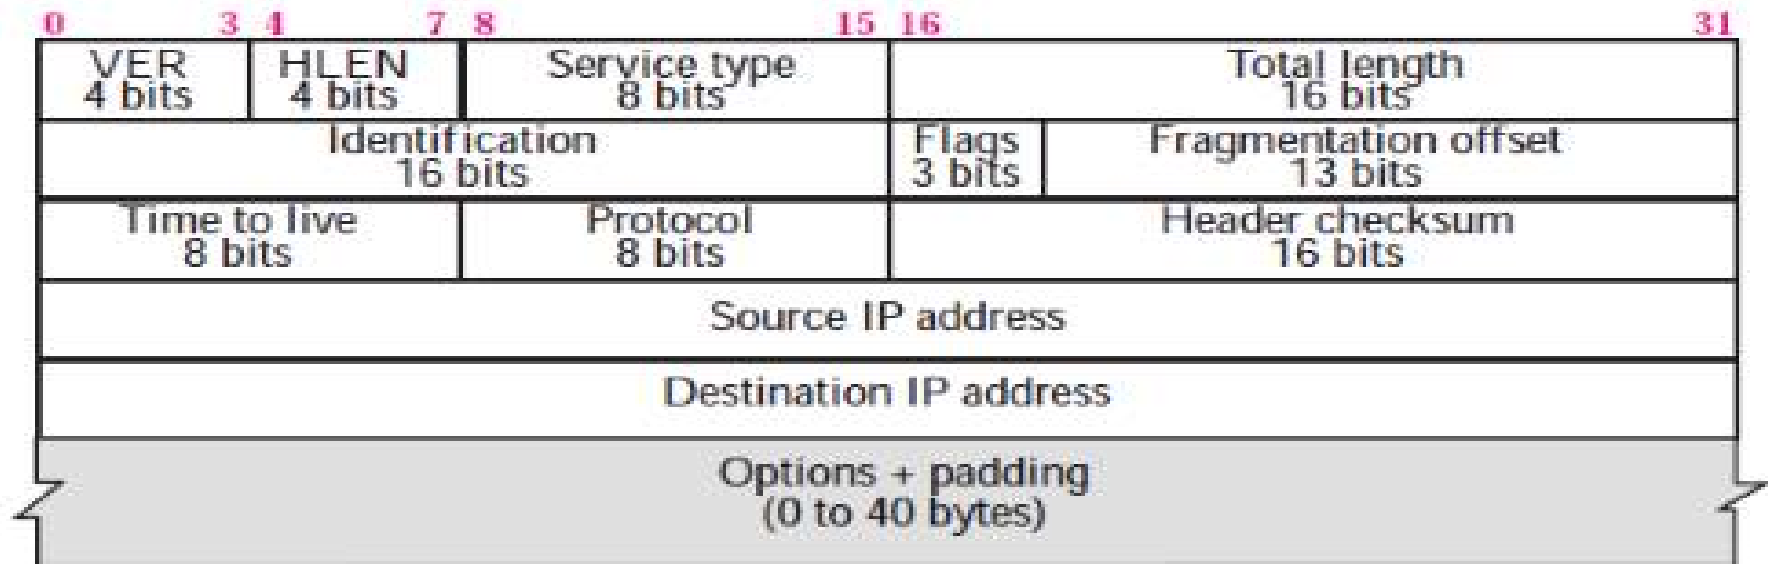 0 3 4 7 8 15 16 31
VER HLEN Service type Total length
4 bits 4 bits 8 bits 16 bits
Identification Flags Fragmentation offset
16 bits 3 bits 13 bits
Time to live Protocol Header checksum
8 bits 8 bits 16 bits
Source IP address
Destination IP address
Options + padding
(0 to 40 bytes)